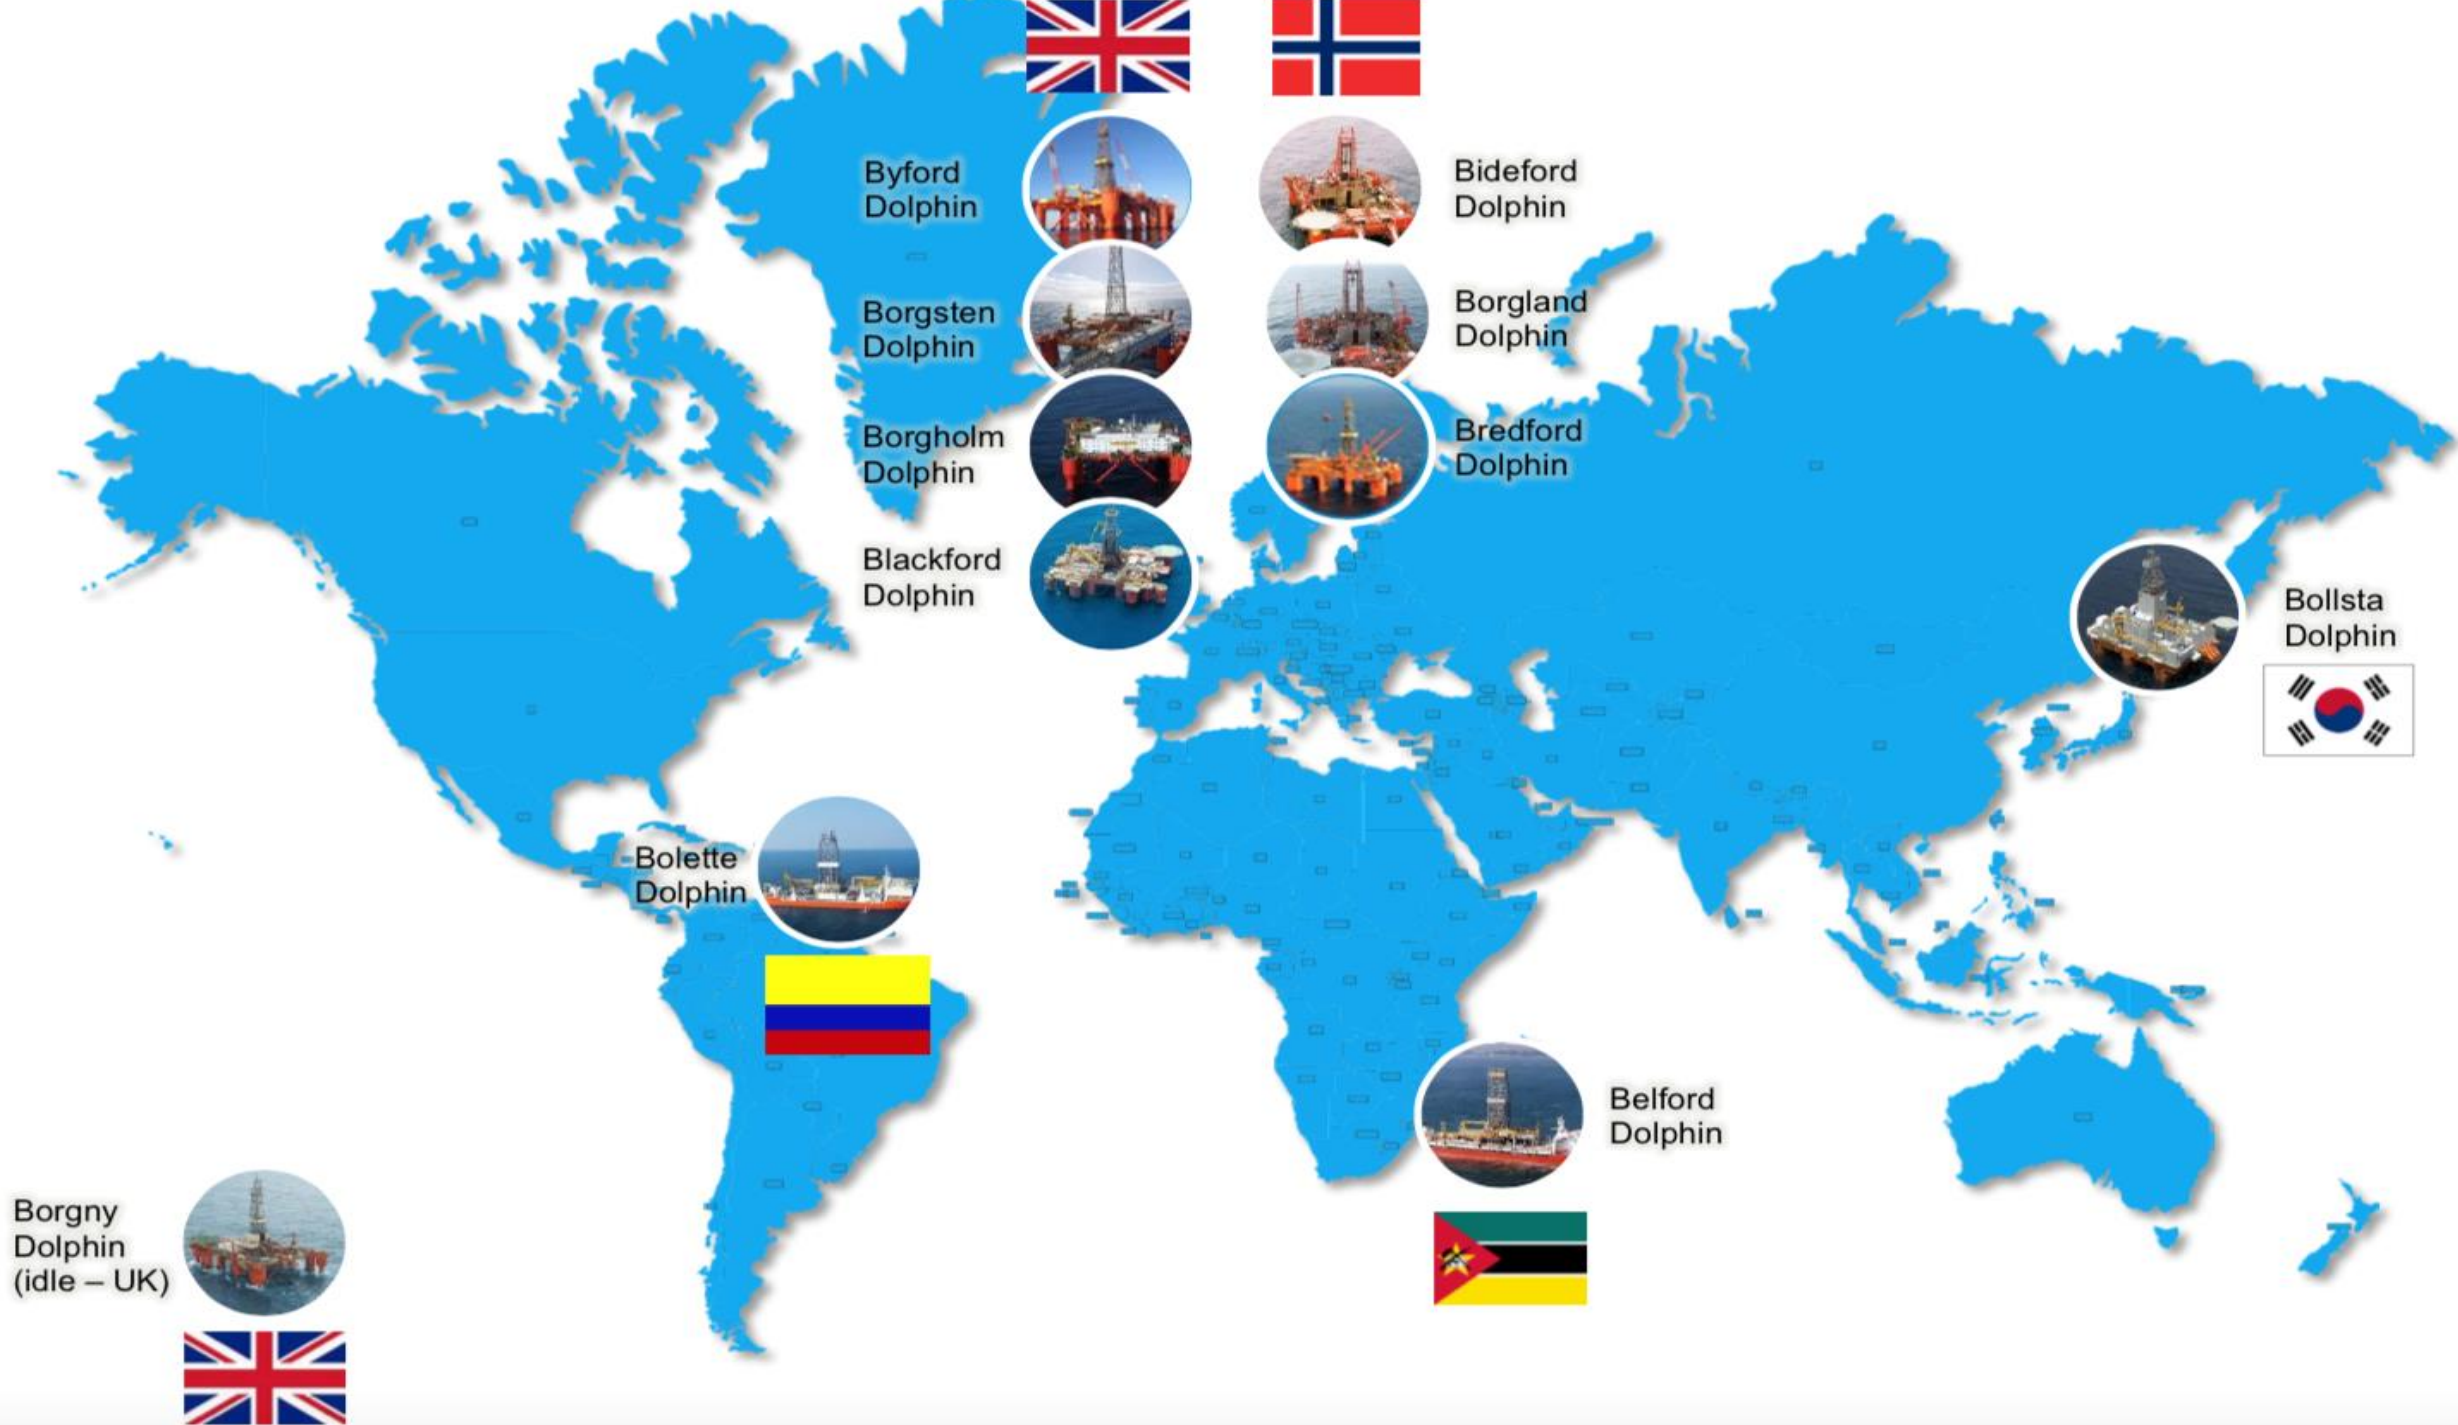 Byford
Dolphin
Bideford
Dolphin
Borgsten
Dolphin
Borgland
Dolphin
Borgholm
Dolphin
Bredford
Dolphin
Blackford
Dolphin
Bollsta
Dolphin
Bolette
Dolphin
Belford
Dolphin
Borgny
Dolphin
(idle – UK)